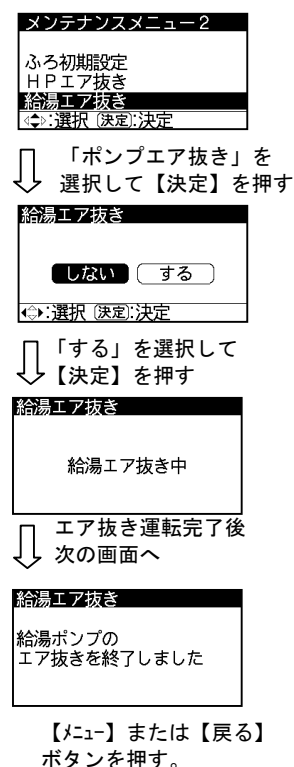 メンテナンスメニュー２
ふろ初期設定
ＨＰエア抜き
給湯エア抜き
:選択 決定:決定
「ポンプエア抜き」を
選択して【決定】を押す
給湯エア抜き
しない する
:選択 決定:決定
「する」を選択して
【決定】を押す
給湯エア抜き
給湯エア抜き中
エア抜き運転完了後
次の画面へ
給湯エア抜き
給湯ポンプの
エア抜きを終了しました
【ﾒﾆｭｰ】または【戻る】
ボタンを押す。